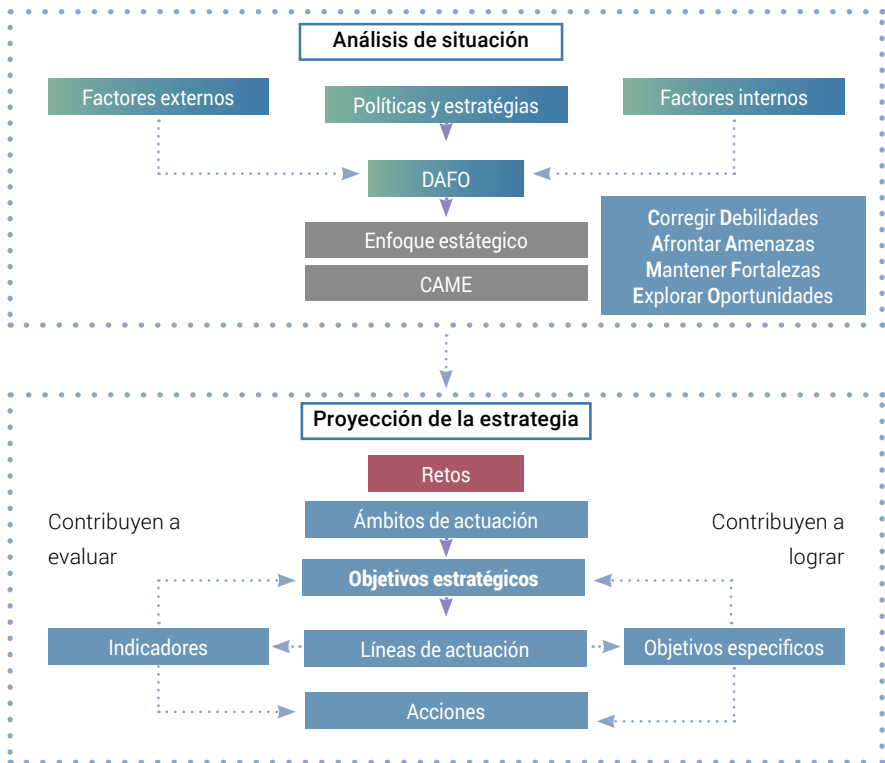 Análisis de situación
Factores externos
Políticas y estratégias
Factores internos
DAFO
Enfoque estátegico
CAME
Corregir Debilidades
Afrontar Amenazas
Mantener Fortalezas
Explorar Oportunidades
Proyección de la estrategia
Retos
Ámbitos de actuación
Contribuyen a
evaluar
Contribuyen a
lograr
Objetivos estratégicos
Indicadores
Líneas de actuación
Objetivos especificos
Acciones